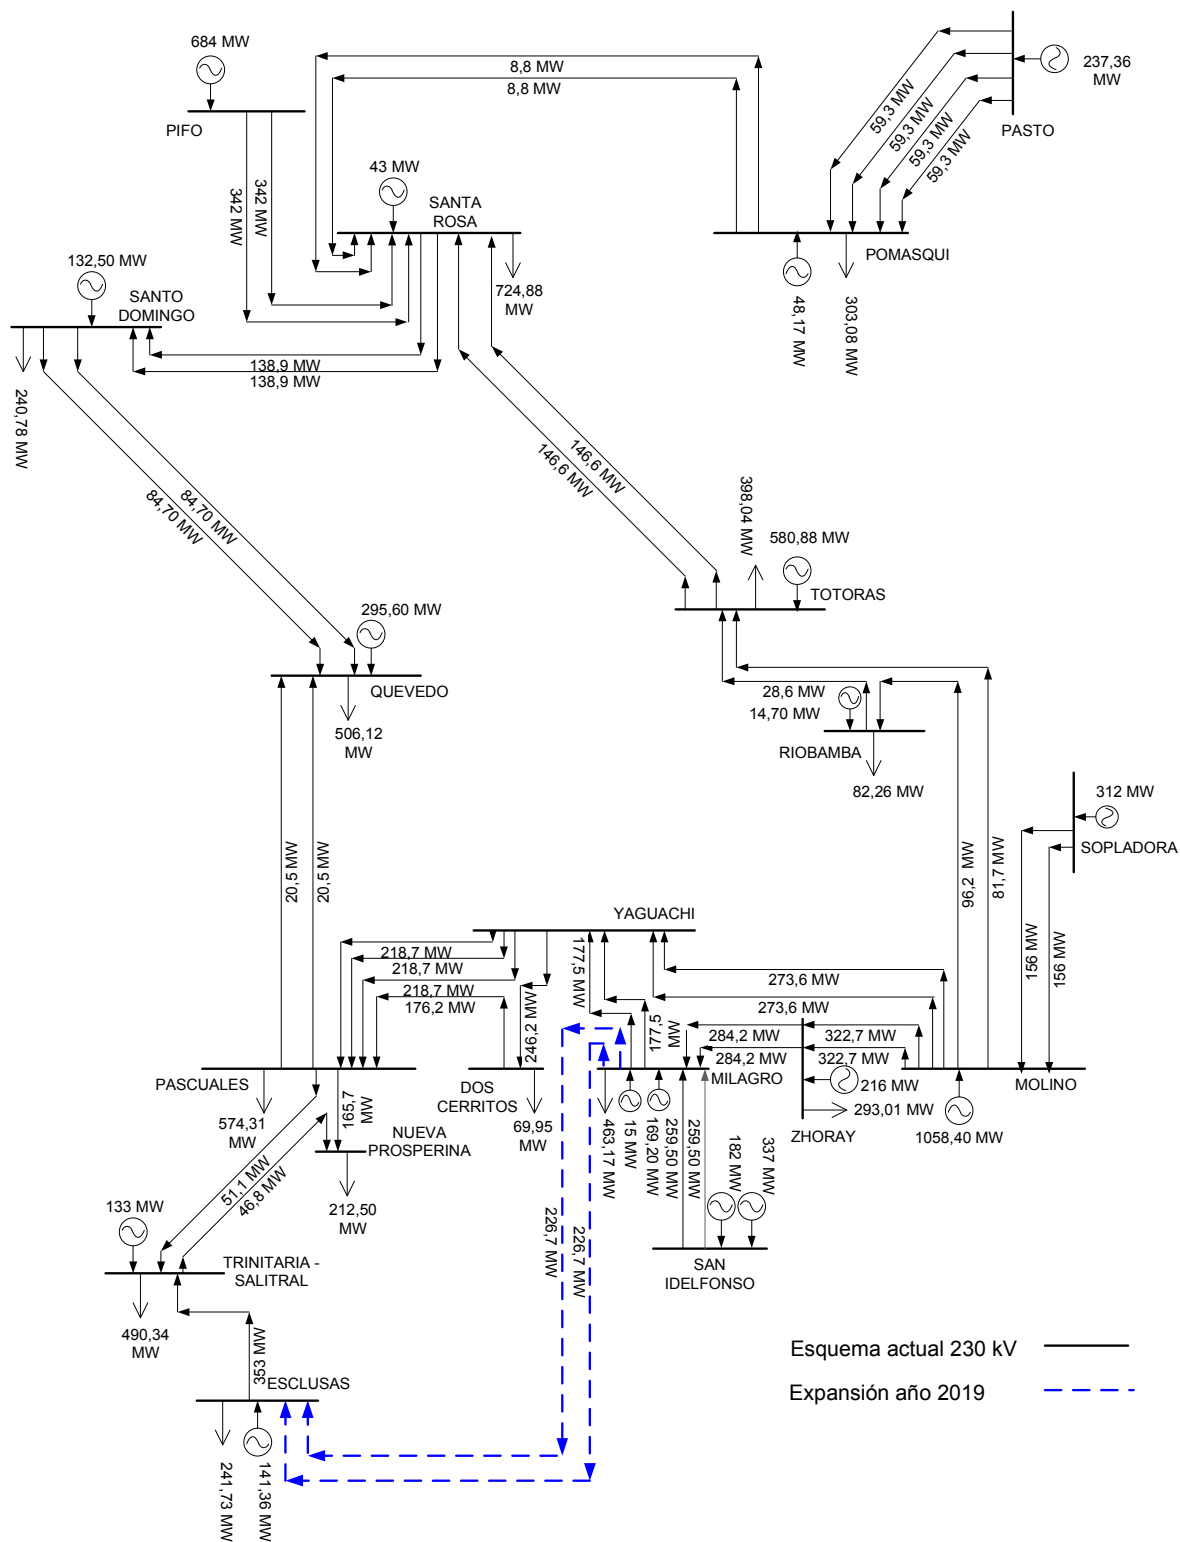 684 MW
PIFO
342 MW
342 MW
8,8 MW
8,8 MW
59,3 MW
59,3 MW
59,3 MW
59,3 MW
237,36
MW
PASTO
43 MW
SANTA
ROSA
724,88
MW
POMASQUI
48,17 MW
303,08 MW
132,50 MW
SANTO
DOMINGO
138,9 MW
138,9 MW
240,78 MW
84,70 MW
84,70 MW
146,6 MW
146,6 MW
398,04 MW
580,88 MW
TOTORAS
295,60 MW
QUEVEDO
506,12
MW
28,6 MW
14,70 MW
RIOBAMBA
82,26 MW
312 MW
SOPLADORA
20,5 MW
20,5 MW
96,2 MW
81,7 MW
156 MW
156 MW
YAGUACHI
218,7 MW
218,7 MW
218,7 MW
176,2 MW
246,2 MW
177,5 MW
177,5
MW
273,6 MW
273,6 MW
284,2 MW
284,2 MW
322,7 MW
322,7 MW
PASCUALES
574,31
MW
165,7
MW
DOS
CERRITOS
69,95
MW
MILAGRO
463,17 MW
15 MW
169,20 MW
259,50 MW
259,50 MW
216 MW
293,01 MW
ZHORAY
MOLINO
1058,40 MW
NUEVA
PROSPERINA
212,50
MW
51,1 MW
46,8 MW
182 MW
337 MW
SAN
IDELFONSO
133 MW
TRINITARIA -
SALITRAL
490,34
MW
226,7 MW
226,7 MW
353 MW
ESCLUSAS
241,73 MW
141,36 MW
Esquema actual 230 kV
Expansión año 2019